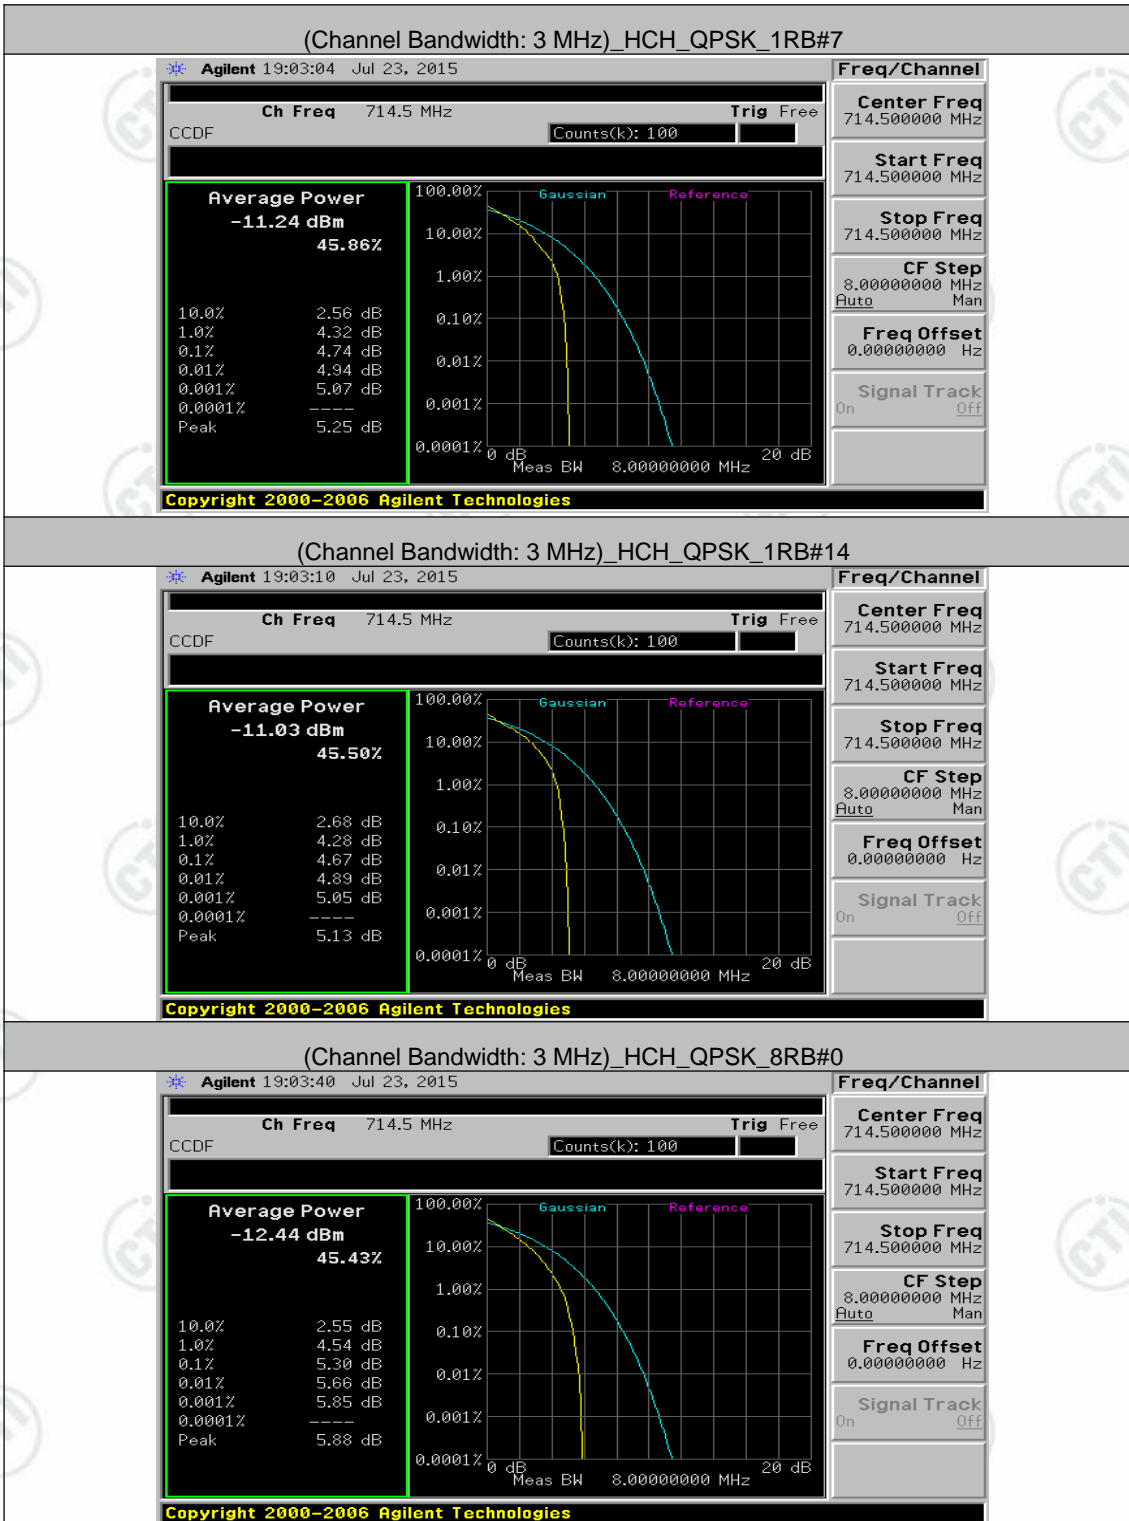 (Channel Bandwidth: 3 MHz)_HCH_QPSK_1RB#7
Agilent 19:03:04 Jul 23, 2015
Freq/Channel
Ch Freq 714.5 MHz Trig Free
CCDF Counts(k): 100
Average Power
-11.24 dBm
45.86%
10.0% 2.56 dB
1.0% 4.32 dB
0.1% 4.74 dB
0.01% 4.94 dB
0.001% 5.07 dB
0.0001% ----
Peak 5.25 dB
Gaussian Reference
100.00%
10.00%
1.00%
0.10%
0.01%
0.001%
0.0001%
0 dB 20 dB
Meas BW 8.00000000 MHz
Center Freq
714.500000 MHz
Start Freq
714.500000 MHz
Stop Freq
714.500000 MHz
CF Step
8.00000000 MHz
Auto Man
Freq Offset
0.00000000 Hz
Signal Track
On Off
Copyright 2000-2006 Agilent Technologies
(Channel Bandwidth: 3 MHz)_HCH_QPSK_1RB#14
Agilent 19:03:10 Jul 23, 2015
Freq/Channel
Ch Freq 714.5 MHz Trig Free
CCDF Counts(k): 100
Average Power
-11.03 dBm
45.50%
10.0% 2.68 dB
1.0% 4.28 dB
0.1% 4.67 dB
0.01% 4.89 dB
0.001% 5.05 dB
0.0001% ----
Peak 5.13 dB
Gaussian Reference
100.00%
10.00%
1.00%
0.10%
0.01%
0.001%
0.0001%
0 dB 20 dB
Meas BW 8.00000000 MHz
Center Freq
714.500000 MHz
Start Freq
714.500000 MHz
Stop Freq
714.500000 MHz
CF Step
8.00000000 MHz
Auto Man
Freq Offset
0.00000000 Hz
Signal Track
On Off
Copyright 2000-2006 Agilent Technologies
(Channel Bandwidth: 3 MHz)_HCH_QPSK_8RB#0
Agilent 19:03:40 Jul 23, 2015
Freq/Channel
Ch Freq 714.5 MHz Trig Free
CCDF Counts(k): 100
Average Power
-12.44 dBm
45.43%
10.0% 2.55 dB
1.0% 4.54 dB
0.1% 5.30 dB
0.01% 5.66 dB
0.001% 5.85 dB
0.0001% ----
Peak 5.88 dB
Gaussian Reference
100.00%
10.00%
1.00%
0.10%
0.01%
0.001%
0.0001%
0 dB 20 dB
Meas BW 8.00000000 MHz
Center Freq
714.500000 MHz
Start Freq
714.500000 MHz
Stop Freq
714.500000 MHz
CF Step
8.00000000 MHz
Auto Man
Freq Offset
0.00000000 Hz
Signal Track
On Off
Copyright 2000-2006 Agilent Technologies
CTI
CTI
CTI
CTI
CTI
CTI
CTI
CTI